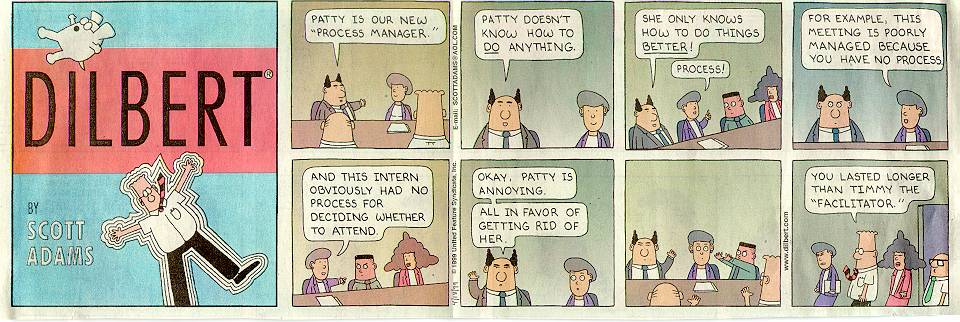 DILBERT®
BY
SCOTT
ADAMS
PATTY IS OUR NEW
"PROCESS MANAGER."
E-mail: SCOTTADAMS@AOL.COM
PATTY DOESN'T
KNOW HOW TO
DO ANYTHING.
SHE ONLY KNOWS
HOW TO DO THINGS
BETTER!
PROCESS!
FOR EXAMPLE, THIS
MEETING IS POORLY
MANAGED BECAUSE
YOU HAVE NO PROCESS
AND THIS INTERN
OBVIOUSLY HAD NO
PROCESS FOR
DECIDING WHETHER
TO ATTEND.
© 1999 United Feature Syndicate, Inc.
OKAY, PATTY IS
ANNOYING.
ALL IN FAVOR OF
GETTING RID OF
HER.
www.dilbert.com
YOU LASTED LONGER
THAN TIMMY THE
"FACILITATOR."